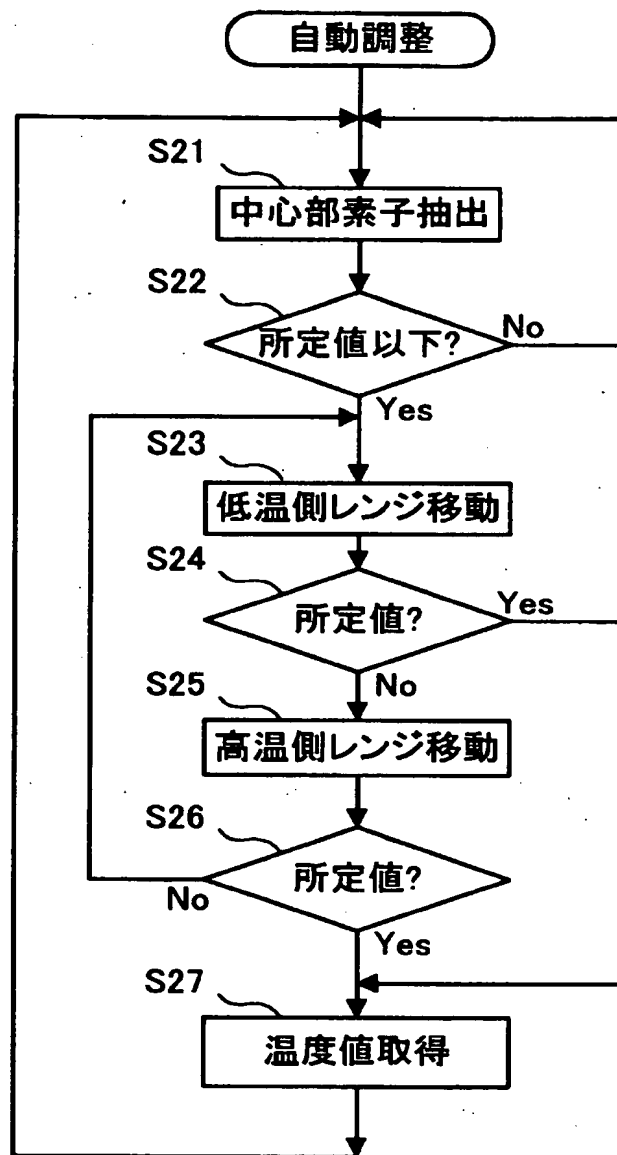 自動調整
S21
中心部素子抽出
S22
所定値以下?
No
Yes
S23
低温側レンジ移動
S24
所定値?
Yes
No
S25
高温側レンジ移動
S26
所定値?
No
Yes
S27
温度値取得